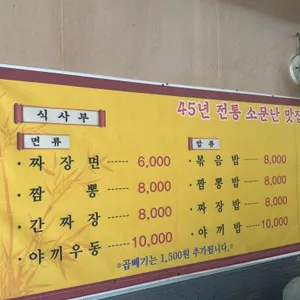 45년 전통 소문난 맛집
식사부
면류
· 짜장면 ------ 6,000
· 짬뽕 ------ 8,000
· 간짜장 ------ 8,000
· 야끼우동 ------ 10,000
밥류
· 볶음밥 ------ 8,000
· 짬뽕밥 ------ 8,000
· 짜장밥 ------ 8,000
· 야끼밥 ------ 10,000
※곱빼기는 1,500원 추가됩니다.※